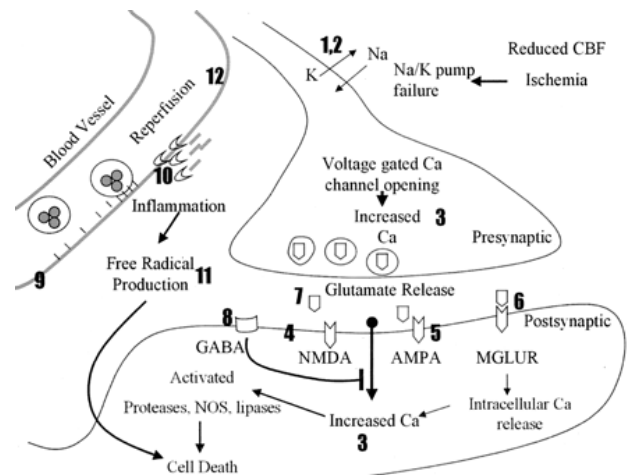 1,2
Na
K
Na/K pump
failure
Reduced CBF
Ischemia
12
Blood Vessel
Reperfusion
10
Inflammation
Voltage gated Ca
channel opening
Increased
Ca
3
Presynaptic
9
Free Radical
Production
11
7
Glutamate Release
6
8
4
5
Postsynaptic
GABA
NMDA
AMPA
MGLUR
Activated
Proteases, NOS, lipases
Increased Ca
3
Intracellular Ca
release
Cell Death